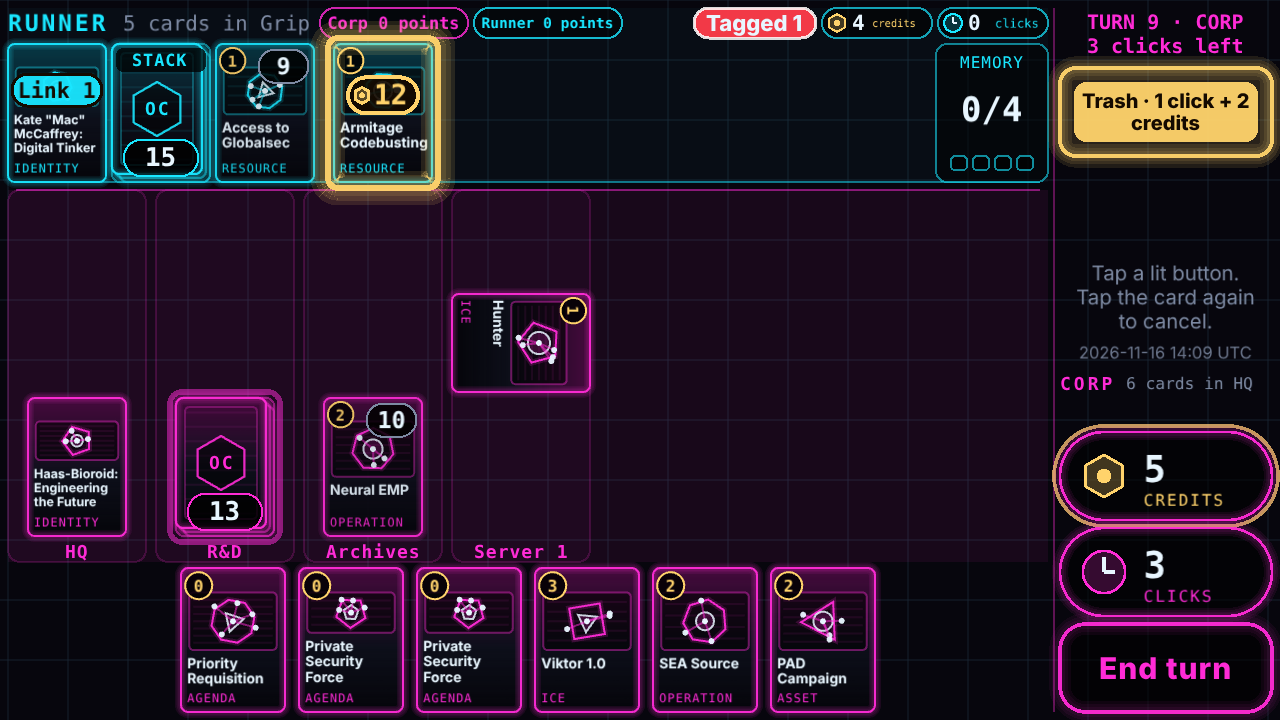 RUNNER 5 cards in Grip Corp 0 points Runner 0 points Tagged 1 4 credits 0 clicks
TURN 9 · CORP
3 clicks left
Trash · 1 click + 2
credits
Link 1
Kate "Mac"
McCaffrey:
Digital Tinker
IDENTITY
STACK
OC
15
1
9
Access to
Globalsec
RESOURCE
1
12
Armitage
Codebusting
RESOURCE
MEMORY
0/4
Tap a lit button.
Tap the card again
to cancel.
2026-11-16 14:09 UTC
CORP 6 cards in HQ
ICE
Hunter
1
Haas-Bioroid:
Engineering
the Future
IDENTITY
HQ
OC
13
R&D
2
10
Neural EMP
OPERATION
Archives
Server 1
5
CREDITS
3
CLICKS
End turn
0
Priority
Requisition
AGENDA
0
Private
Security
Force
AGENDA
0
Private
Security
Force
AGENDA
3
Viktor 1.0
ICE
2
SEA Source
OPERATION
2
PAD
Campaign
ASSET